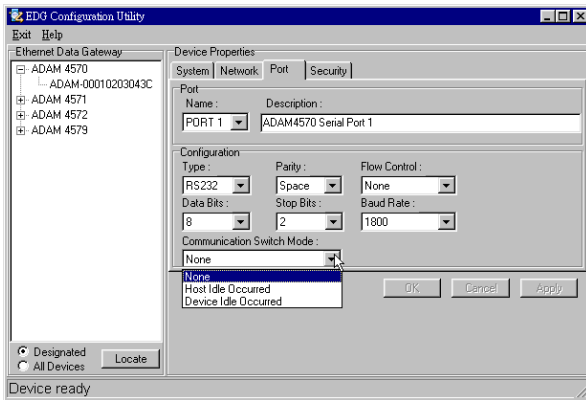 EDG Configuration Utility
Exit Help
Ethernet Data Gateway
ADAM 4570
ADAM-00010203043C
ADAM 4571
ADAM 4572
ADAM 4579
Designated
All Devices
Locate
Device Properties
System Network Port Security
Port
Name : Description :
PORT 1 ADAM4570 Serial Port 1
Configuration
Type : Parity : Flow Control :
RS232 Space None
Data Bits : Stop Bits : Baud Rate :
8 2 1800
Communication Switch Mode :
None
None
Host Idle Occurred
Device Idle Occurred
OK Cancel Apply
Device ready